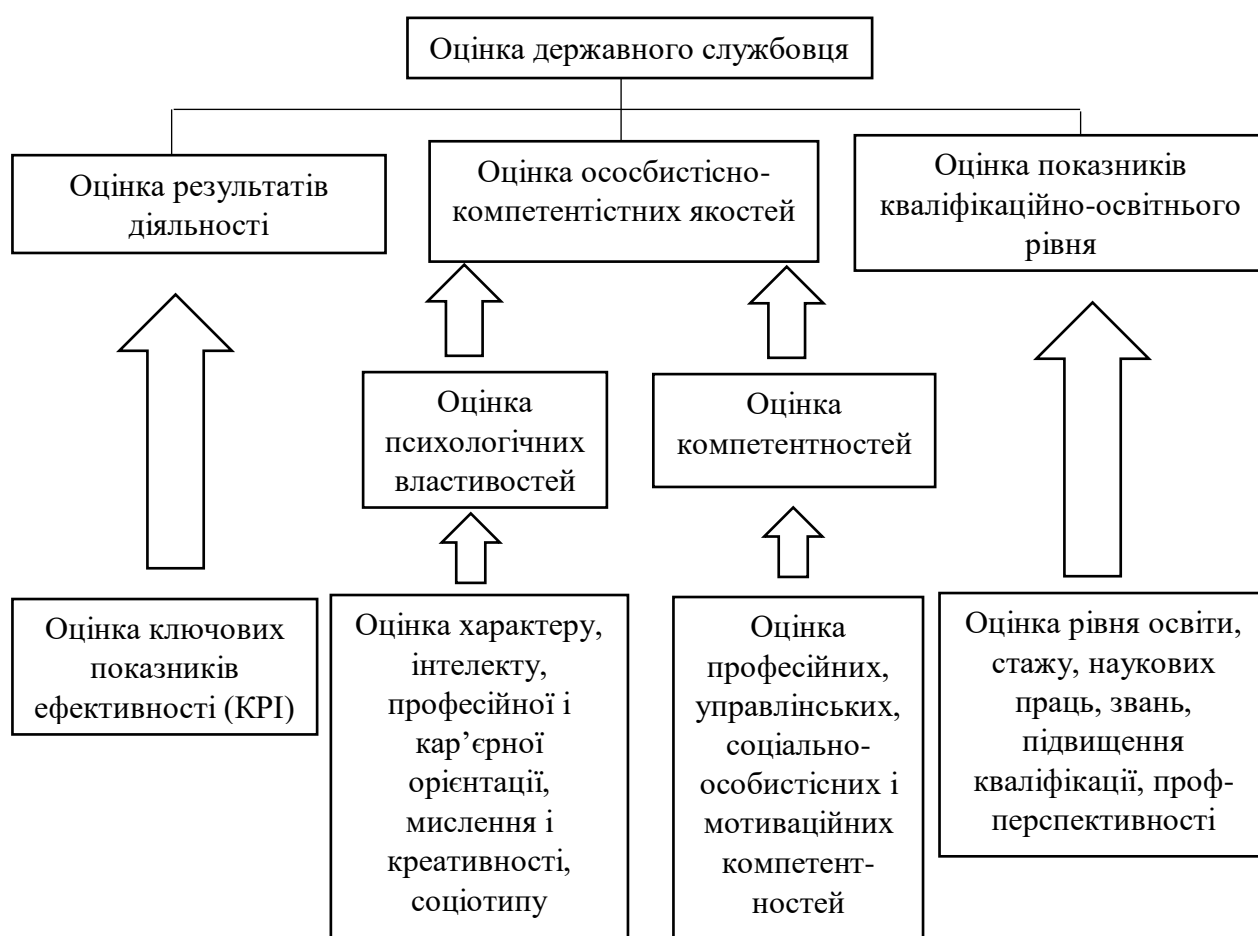 Оцінка державного службовця
Оцінка результатів
діяльності
Оцінка ососбистісно-
компетентістних якостей
Оцінка показників
кваліфікаційно-освітнього
рівня
Оцінка
психологічних
властивостей
Оцінка
компетентностей
Оцінка ключових
показників
ефективності (КРІ)
Оцінка характеру,
інтелекту,
професійної і
кар’єрної
орієнтації,
мислення і
креативності,
соціотипу
Оцінка
професійних,
управлінських,
соціально-
особистісних і
мотиваційних
компетент-
ностей
Оцінка рівня освіти,
стажу, наукових
праць, звань,
підвищення
кваліфікації, проф-
перспективності